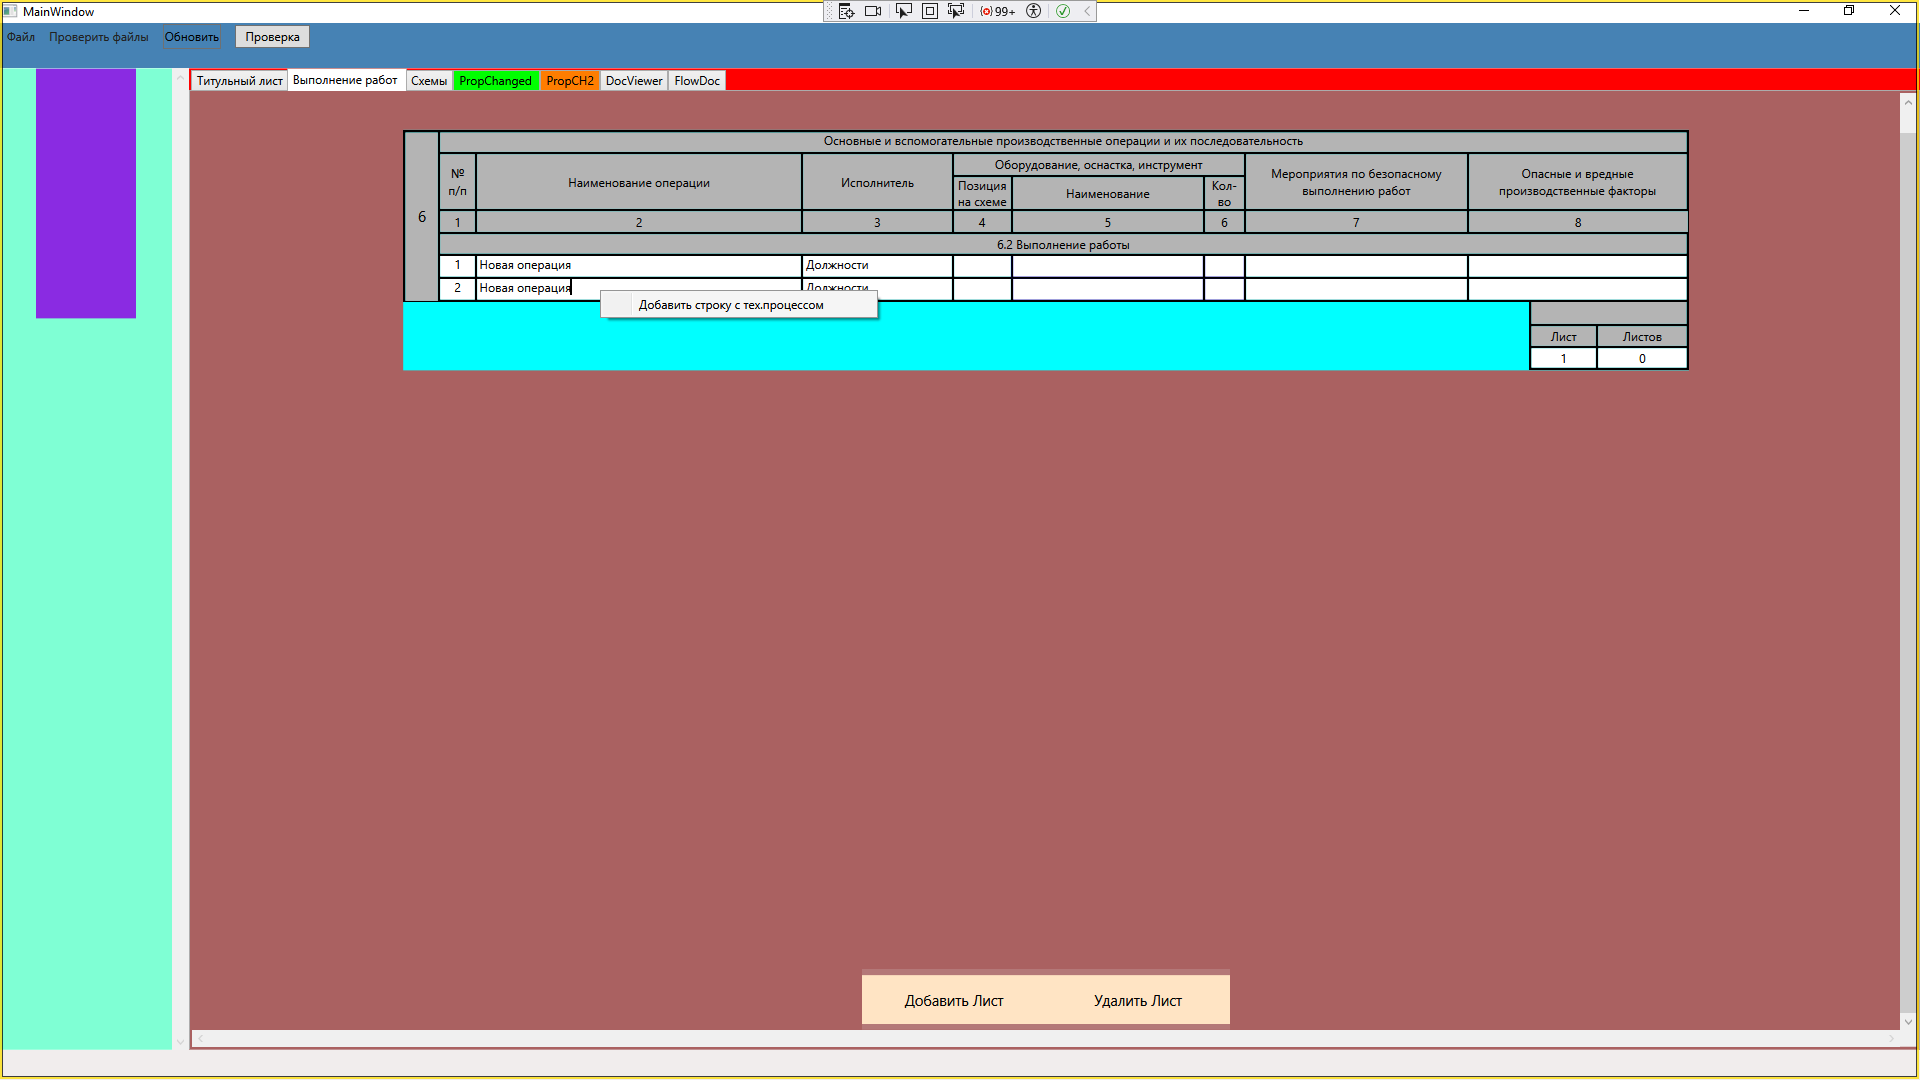 MainWindow
99+
Файл Проверить файлы Обновить Проверка
Титульный лист Выполнение работ Схемы PropChanged PropCH2 DocViewer FlowDoc
6
Основные и вспомогательные производственные операции и их последовательность
№
п/п
Наименование операции
Исполнитель
Оборудование, оснастка, инструмент
Позиция
на схеме
Наименование
Кол-
во
Мероприятия по безопасному
выполнению работ
Опасные и вредные
производственные факторы
1 2 3 4 5 6 7 8
6.2 Выполнение работы
1 Новая операция Должности
2 Новая операция Должности
Добавить строку с тех.процессом
Лист Листов
1 0
Добавить Лист Удалить Лист